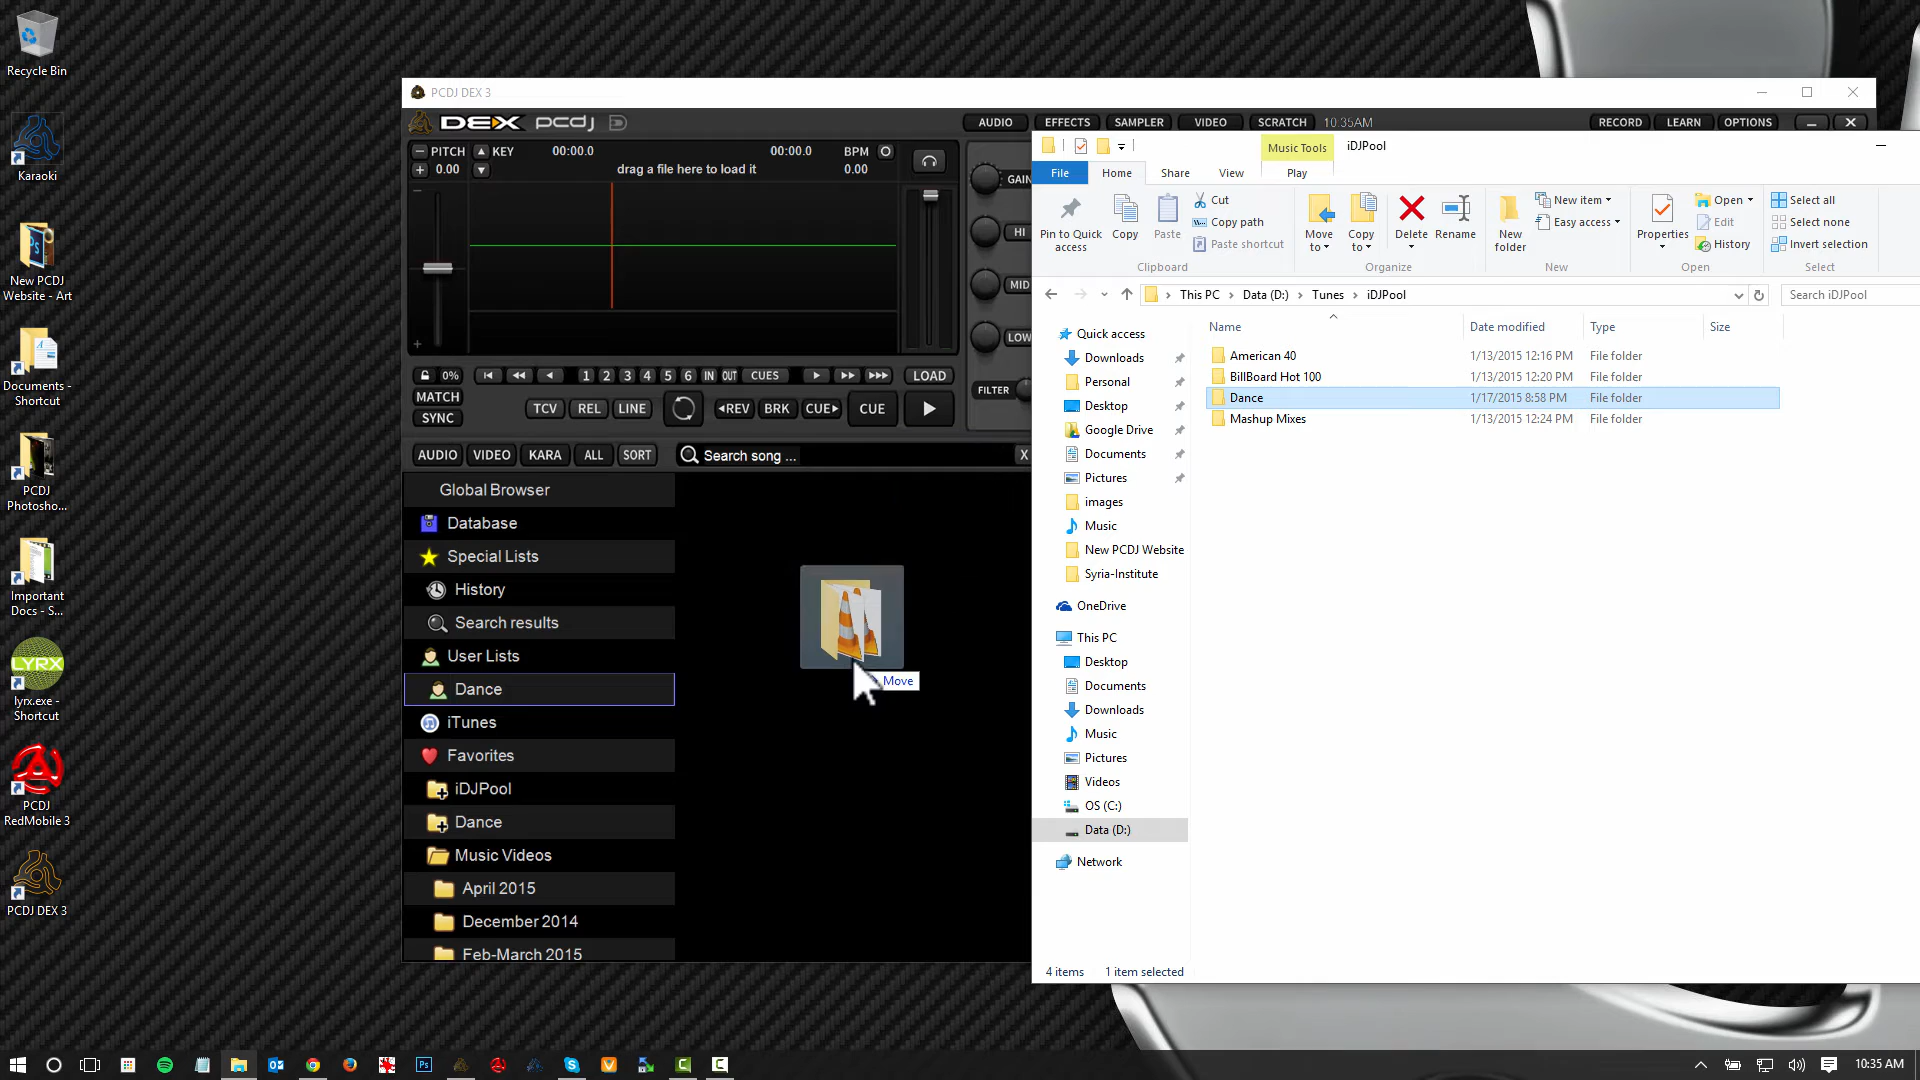 Recycle Bin
Karaoki
New PCDJ
Website - Art
Documents -
Shortcut
PCDJ
Photosho...
Important
Docs - S...
LYRX
lyrx.exe -
Shortcut
PCDJ
RedMobile 3
PCDJ DEX 3
PCDJ DEX 3
DEX pcdj
AUDIO EFFECTS SAMPLER VIDEO SCRATCH 10:35AM RECORD LEARN OPTIONS
PITCH KEY 00:00.0 00:00.0 BPM
0.00 drag a file here to load it 0.00
GAIN
HI
MID
LOW
FILTER
0% 1 2 3 4 5 6 IN OUT CUES LOAD
MATCH
SYNC
TCV REL LINE REV BRK CUE CUE
AUDIO VIDEO KARA ALL SORT Search song ... X
Global Browser
Database
Special Lists
History
Search results
User Lists
Dance
iTunes
Favorites
iDJPool
Dance
Music Videos
April 2015
December 2014
Feb-March 2015
Move
Music Tools iDJPool
File Home Share View Play
Pin to Quick
access
Copy
Paste
Cut
Copy path
Paste shortcut
Clipboard
Move
to
Copy
to
Delete
Rename
Organize
New
folder
New item
Easy access
New
Properties
Open
Edit
History
Open
Select all
Select none
Invert selection
Select
This PC › Data (D:) › Tunes › iDJPool
Search iDJPool
Name Date modified Type Size
American 40 1/13/2015 12:16 PM File folder
BillBoard Hot 100 1/13/2015 12:20 PM File folder
Dance 1/17/2015 8:58 PM File folder
Mashup Mixes 1/13/2015 12:24 PM File folder
Quick access
Downloads
Personal
Desktop
Google Drive
Documents
Pictures
images
Music
New PCDJ Website
Syria-Institute
OneDrive
This PC
Desktop
Documents
Downloads
Music
Pictures
Videos
OS (C:)
Data (D:)
Network
4 items 1 item selected
Ps
10:35 AM